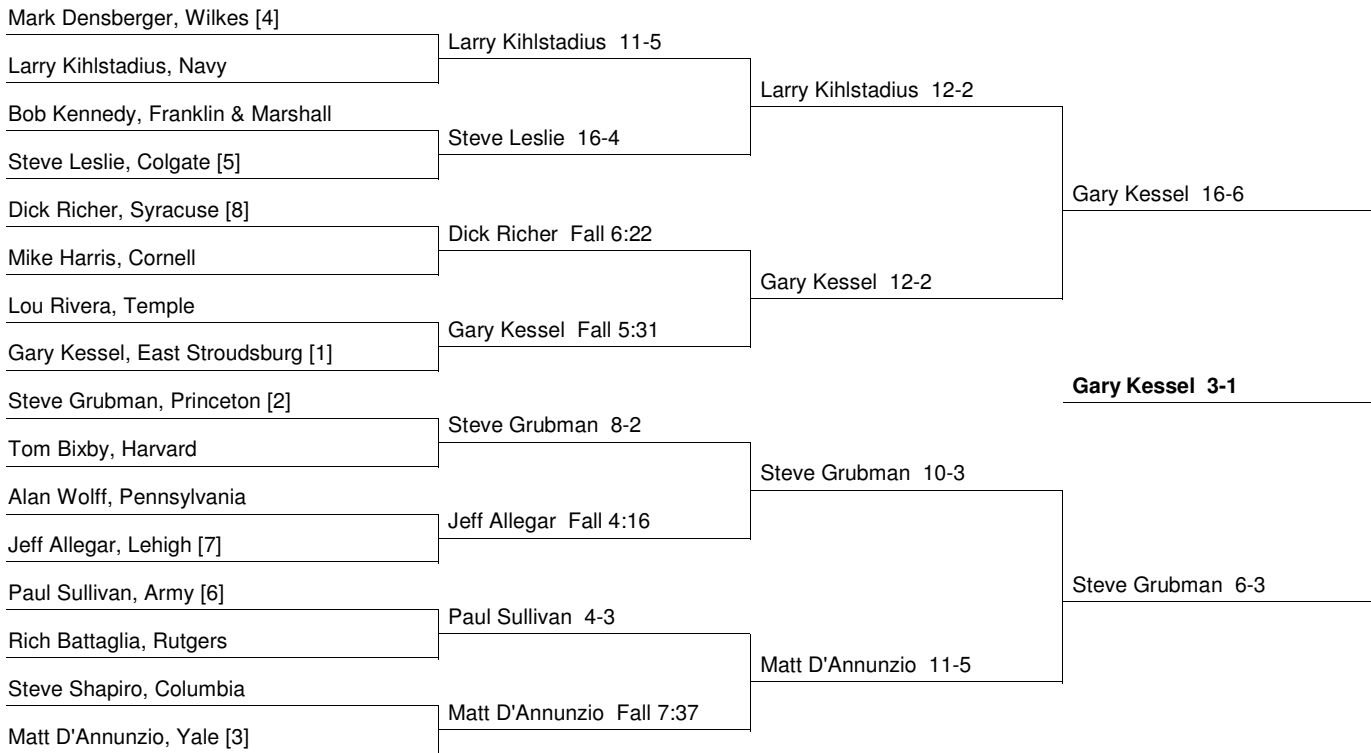 Mark Densberger, Wilkes [4]
Larry Kihlstadius, Navy
Bob Kennedy, Franklin & Marshall
Steve Leslie, Colgate [5]
Dick Richer, Syracuse [8]
Mike Harris, Cornell
Lou Rivera, Temple
Gary Kessel, East Stroudsburg [1]
Steve Grubman, Princeton [2]
Tom Bixby, Harvard
Alan Wolff, Pennsylvania
Jeff Allegar, Lehigh [7]
Paul Sullivan, Army [6]
Rich Battaglia, Rutgers
Steve Shapiro, Columbia
Matt D'Annunzio, Yale [3]
Larry Kihlstadius 11-5
Steve Leslie 16-4
Dick Richer Fall 6:22
Gary Kessel Fall 5:31
Steve Grubman 8-2
Jeff Allegar Fall 4:16
Paul Sullivan 4-3
Matt D'Annunzio Fall 7:37
Larry Kihlstadius 12-2
Gary Kessel 12-2
Steve Grubman 10-3
Matt D'Annunzio 11-5
Gary Kessel 16-6
Gary Kessel 3-1
Steve Grubman 6-3